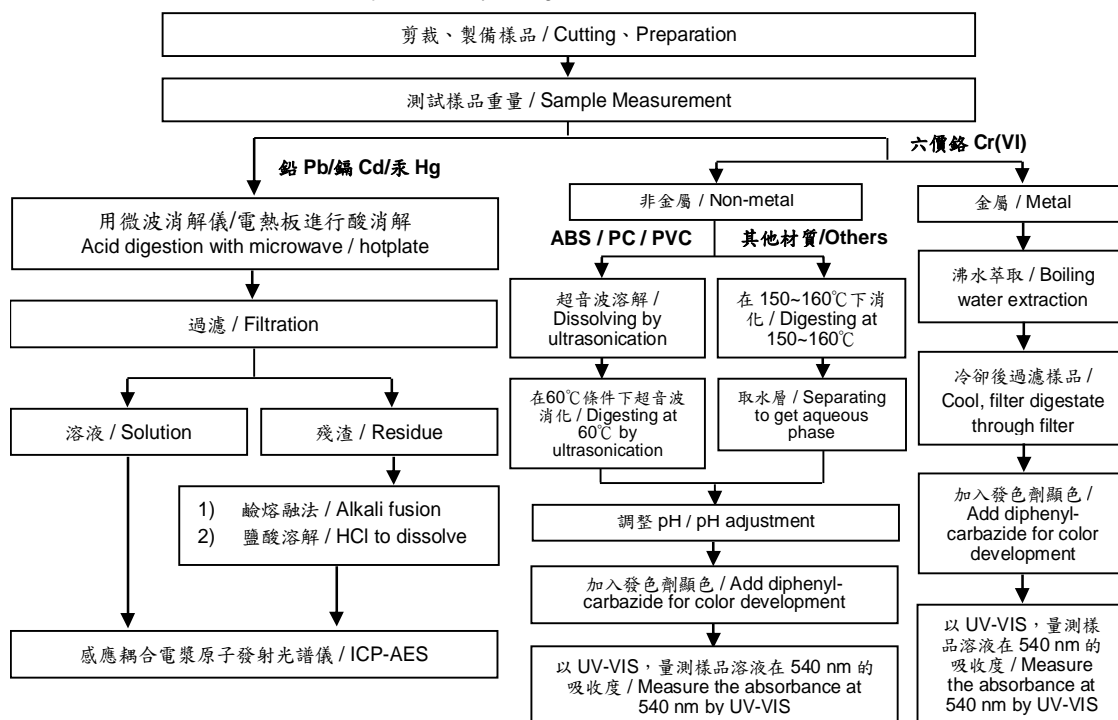 剪裁、製備樣品 / Cutting、Preparation
測試樣品重量 / Sample Measurement
鉛 Pb/鎘 Cd/汞 Hg
六價鉻 Cr(VI)
用微波消解儀/電熱板進行酸消解
Acid digestion with microwave / hotplate
過濾 / Filtration
溶液 / Solution
殘渣 / Residue
1) 鹼熔融法 / Alkali fusion
2) 鹽酸溶解 / HCl to dissolve
感應耦合電漿原子發射光譜儀 / ICP-AES
非金屬 / Non-metal
ABS / PC / PVC
其他材質/Others
超音波溶解 /
Dissolving by
ultrasonication
在 150~160℃下消
化 / Digesting at
150~160℃
在60℃條件下超音波
消化 / Digesting at
60℃ by
ultrasonication
取水層 / Separating
to get aqueous
phase
調整 pH / pH adjustment
加入發色劑顯色 / Add diphenyl-
carbazide for color development
以 UV-VIS，量測樣品溶液在 540 nm 的
吸收度 / Measure the absorbance at
540 nm by UV-VIS
金屬 / Metal
沸水萃取 / Boiling
water extraction
冷卻後過濾樣品 /
Cool, filter digestate
through filter
加入發色劑顯色 /
Add diphenyl-
carbazide for color
development
以 UV-VIS，量測樣
品溶液在 540 nm 的
吸收度 / Measure
the absorbance at
540 nm by UV-VIS